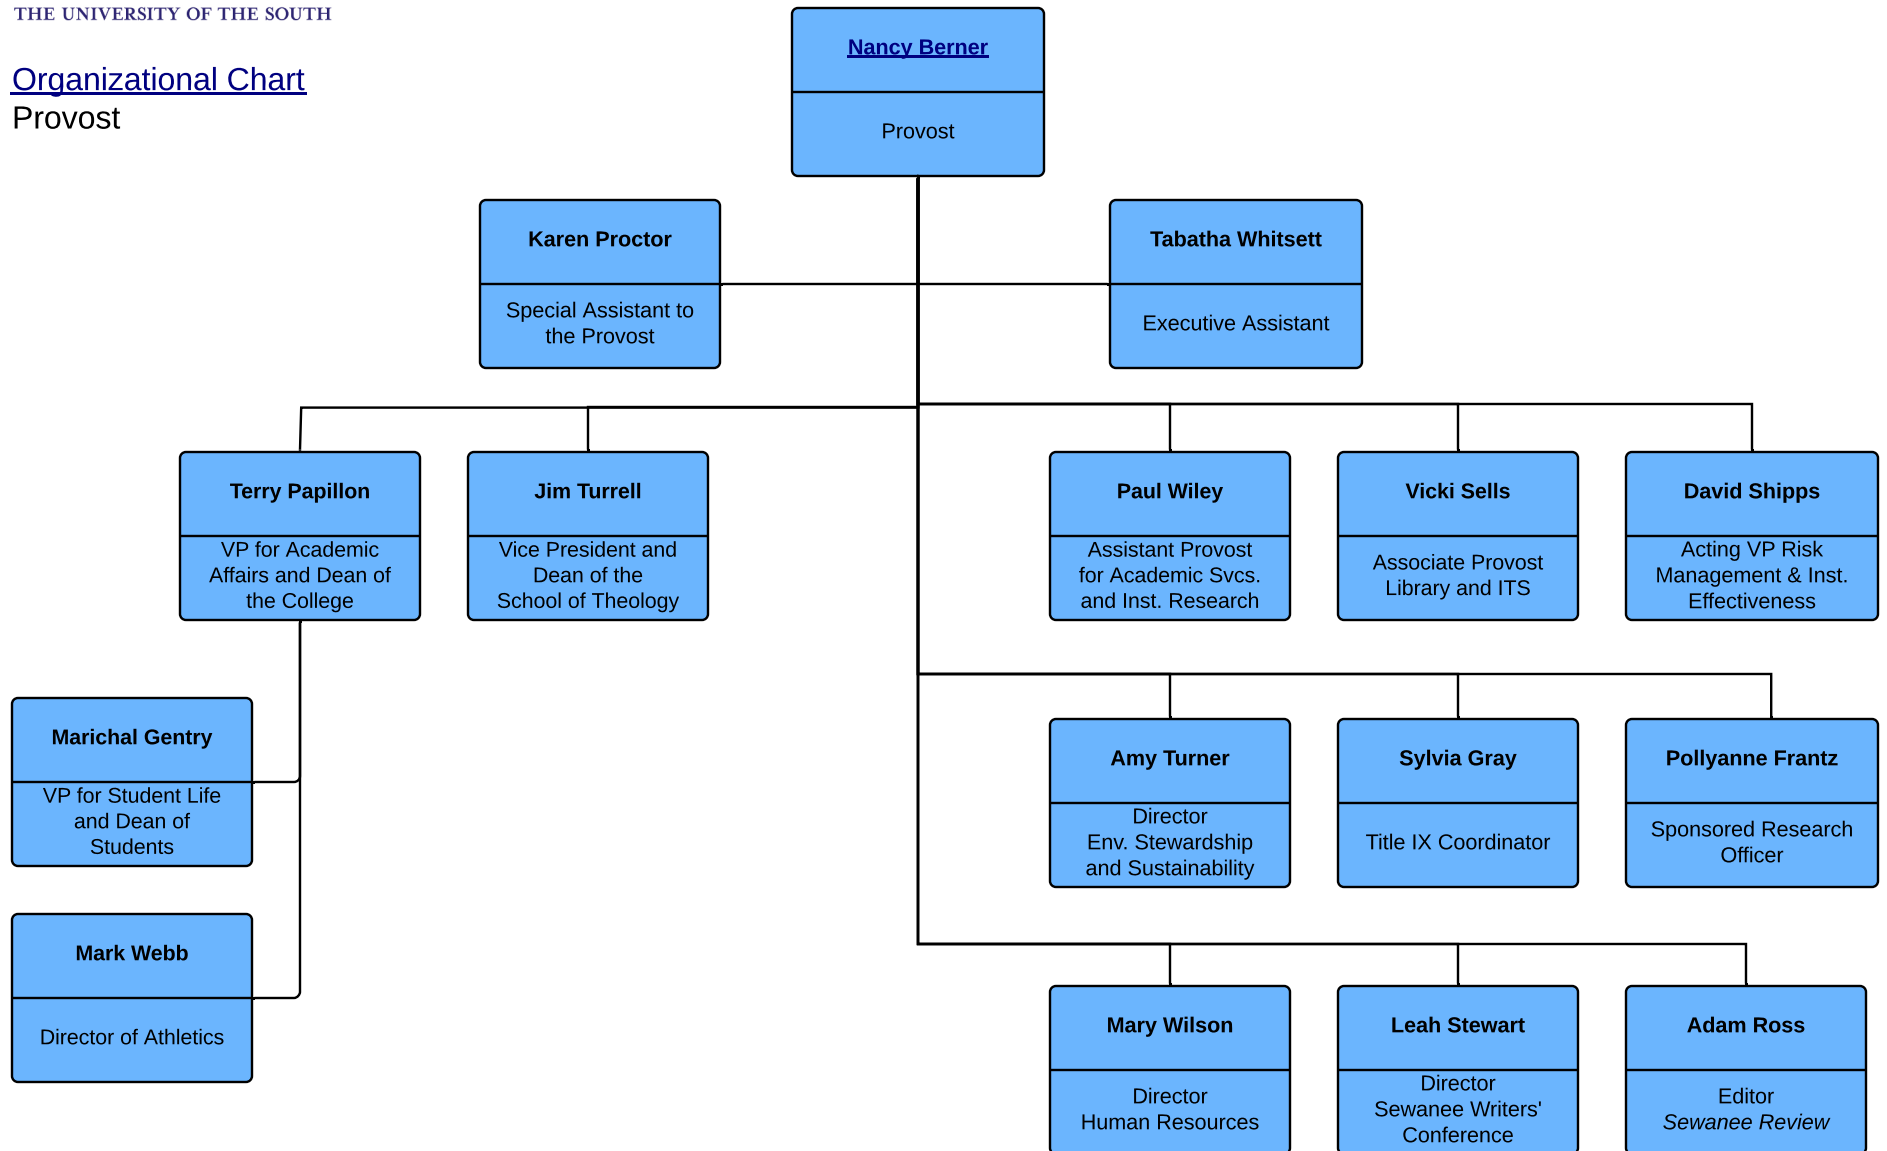 THE UNIVERSITY OF THE SOUTH
Organizational Chart
Provost
Nancy Berner
Provost
Karen Proctor
Special Assistant to
the Provost
Tabatha Whitsett
Executive Assistant
Terry Papillon
VP for Academic
Affairs and Dean of
the College
Jim Turrell
Vice President and
Dean of the
School of Theology
Paul Wiley
Assistant Provost
for Academic Svcs.
and Inst. Research
Vicki Sells
Associate Provost
Library and ITS
David Shipps
Acting VP Risk
Management & Inst.
Effectiveness
Marichal Gentry
VP for Student Life
and Dean of
Students
Amy Turner
Director
Env. Stewardship
and Sustainability
Sylvia Gray
Title IX Coordinator
Pollyanne Frantz
Sponsored Research
Officer
Mark Webb
Director of Athletics
Mary Wilson
Director
Human Resources
Leah Stewart
Director
Sewanee Writers'
Conference
Adam Ross
Editor
Sewanee Review